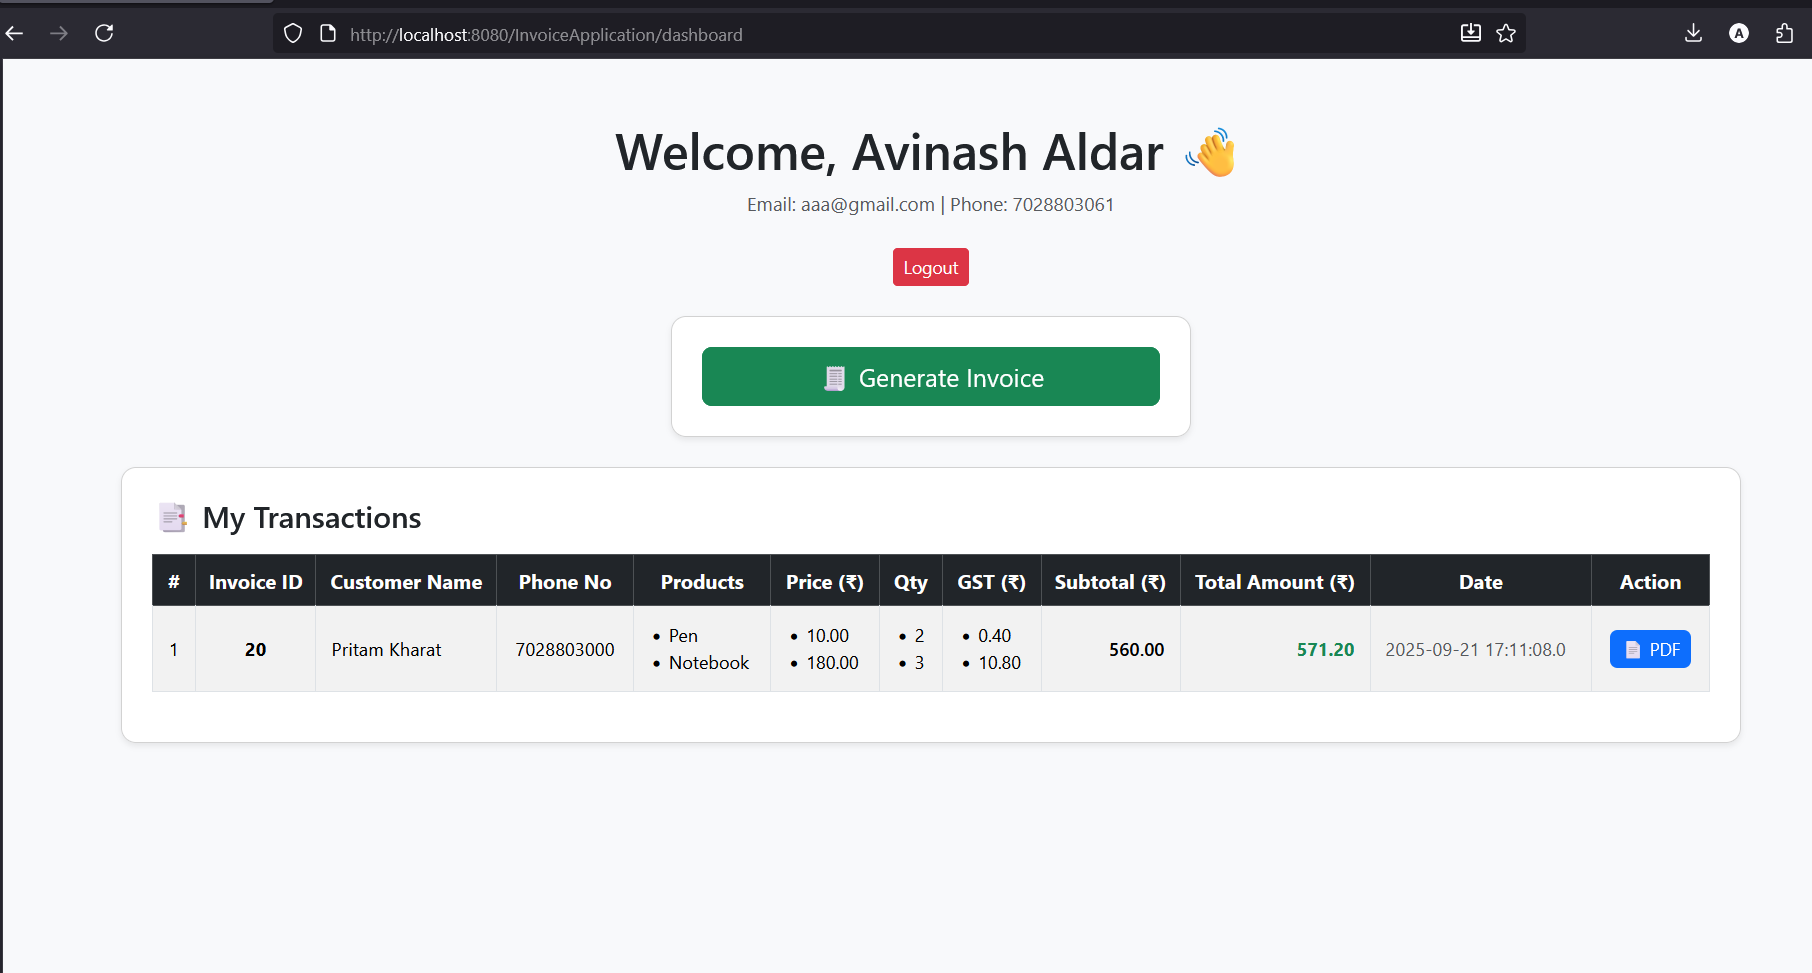 http://localhost:8080/InvoiceApplication/dashboard
A
Welcome, Avinash Aldar 👋
Email: aaa@gmail.com | Phone: 7028803061
Logout
Generate Invoice
My Transactions
# Invoice ID Customer Name Phone No Products Price (₹) Qty GST (₹) Subtotal (₹) Total Amount (₹) Date Action
1 20 Pritam Kharat 7028803000 • Pen • 10.00 • 2 • 0.40 560.00 571.20 2025-09-21 17:11:08.0 PDF
• Notebook • 180.00 • 3 • 10.80